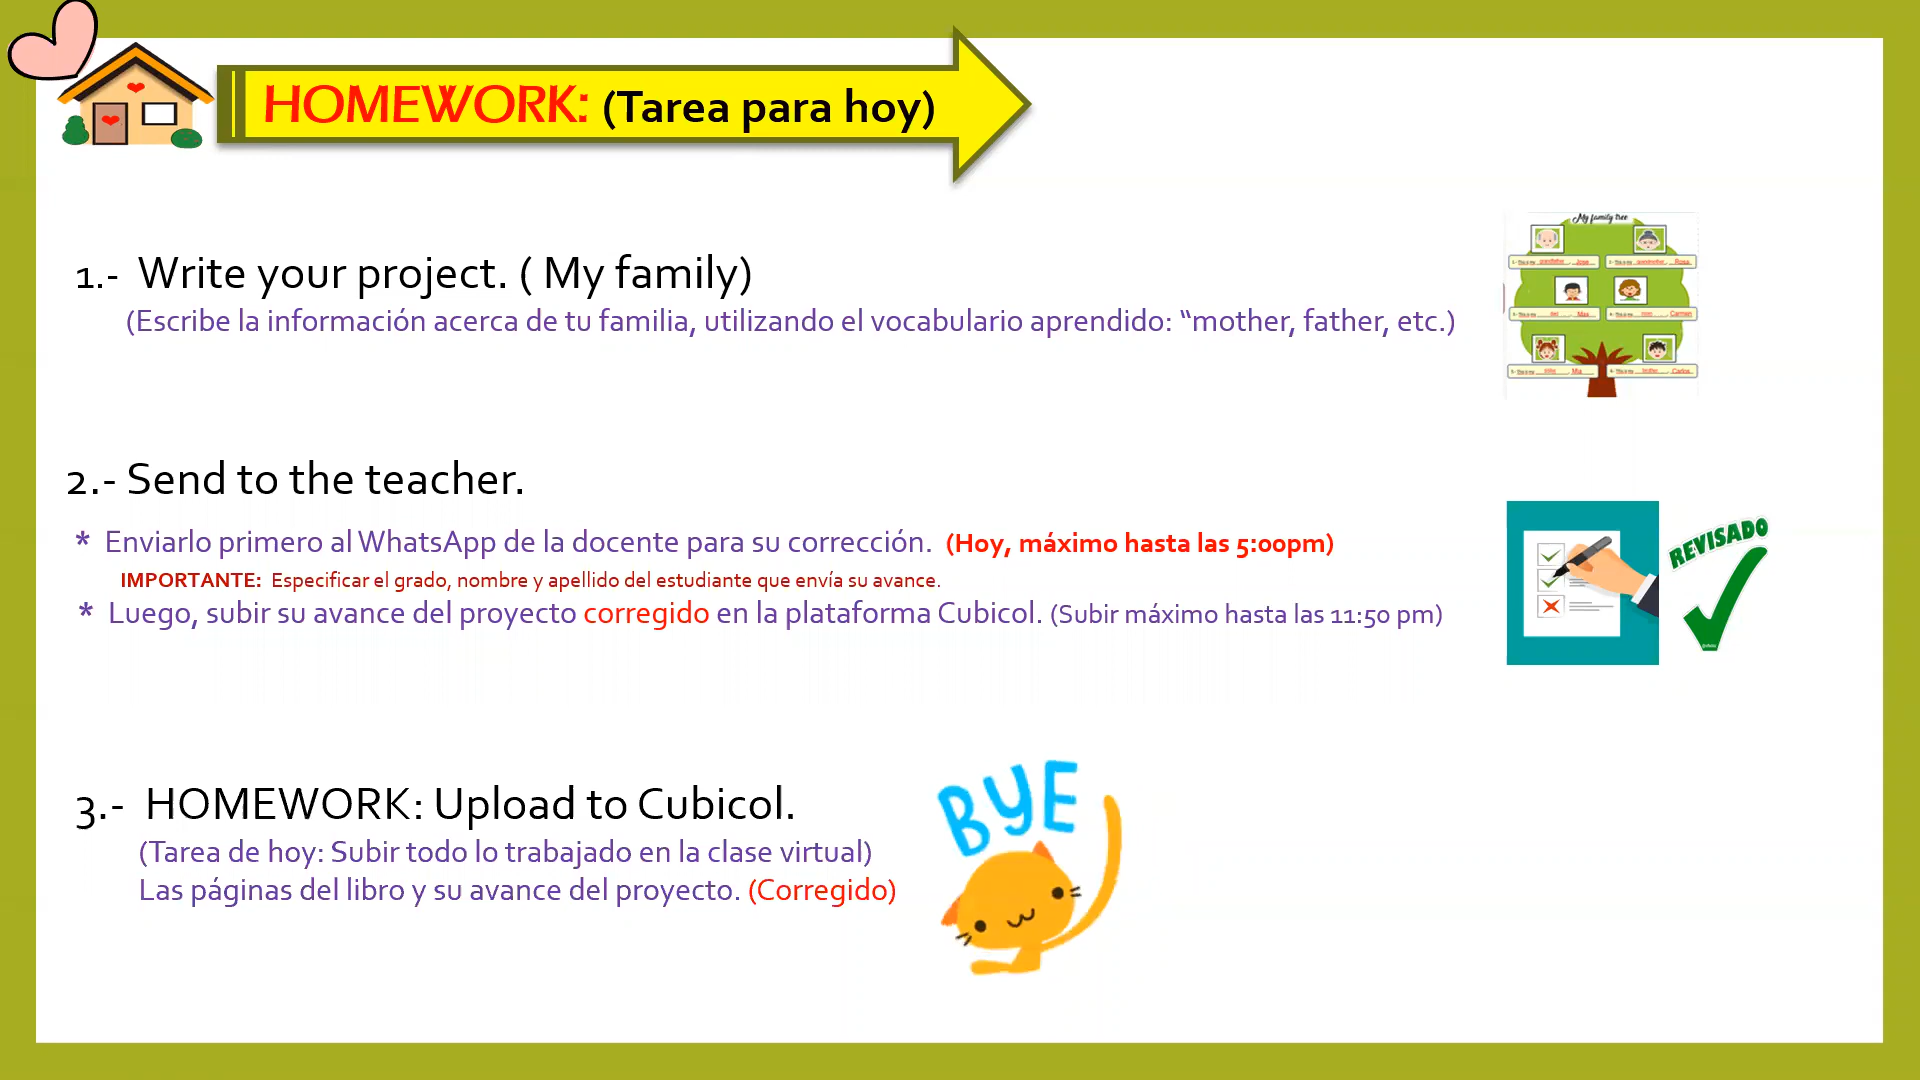 HOMEWORK: (Tarea para hoy)
1.- Write your project. ( My family)
(Escribe la información acerca de tu familia, utilizando el vocabulario aprendido: “mother, father, etc.)
My family tree
2.- Send to the teacher.
* Enviarlo primero al WhatsApp de la docente para su corrección. (Hoy, máximo hasta las 5:00pm)
IMPORTANTE: Especificar el grado, nombre y apellido del estudiante que envía su avance.
* Luego, subir su avance del proyecto corregido en la plataforma Cubicol. (Subir máximo hasta las 11:50 pm)
REVISADO
3.- HOMEWORK: Upload to Cubicol.
(Tarea de hoy: Subir todo lo trabajado en la clase virtual)
Las páginas del libro y su avance del proyecto. (Corregido)
BYE